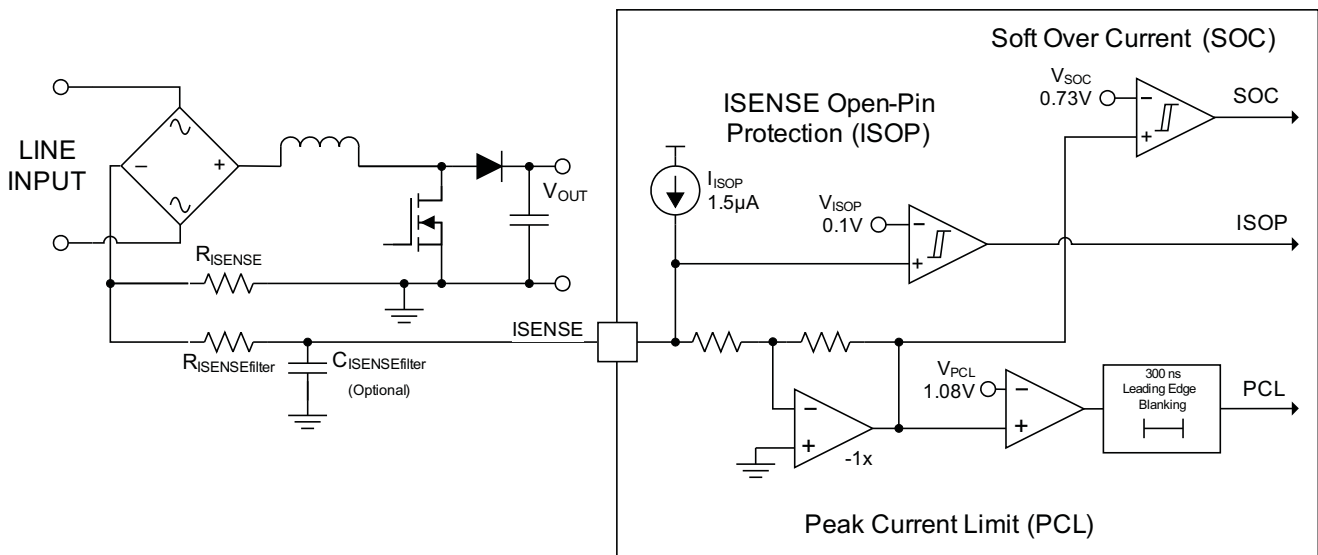 Soft Over Current (SOC)
V_SOC
0.73V
SOC
ISENSE Open-Pin
Protection (ISOP)
LINE
INPUT
V_OUT
I_ISOP
1.5µA
V_ISOP
0.1V
ISOP
R_ISENSE
ISENSE
R_ISENSEfilter
C_ISENSEfilter
(Optional)
V_PCL
1.08V
300 ns
Leading Edge
Blanking
PCL
-1x
Peak Current Limit (PCL)